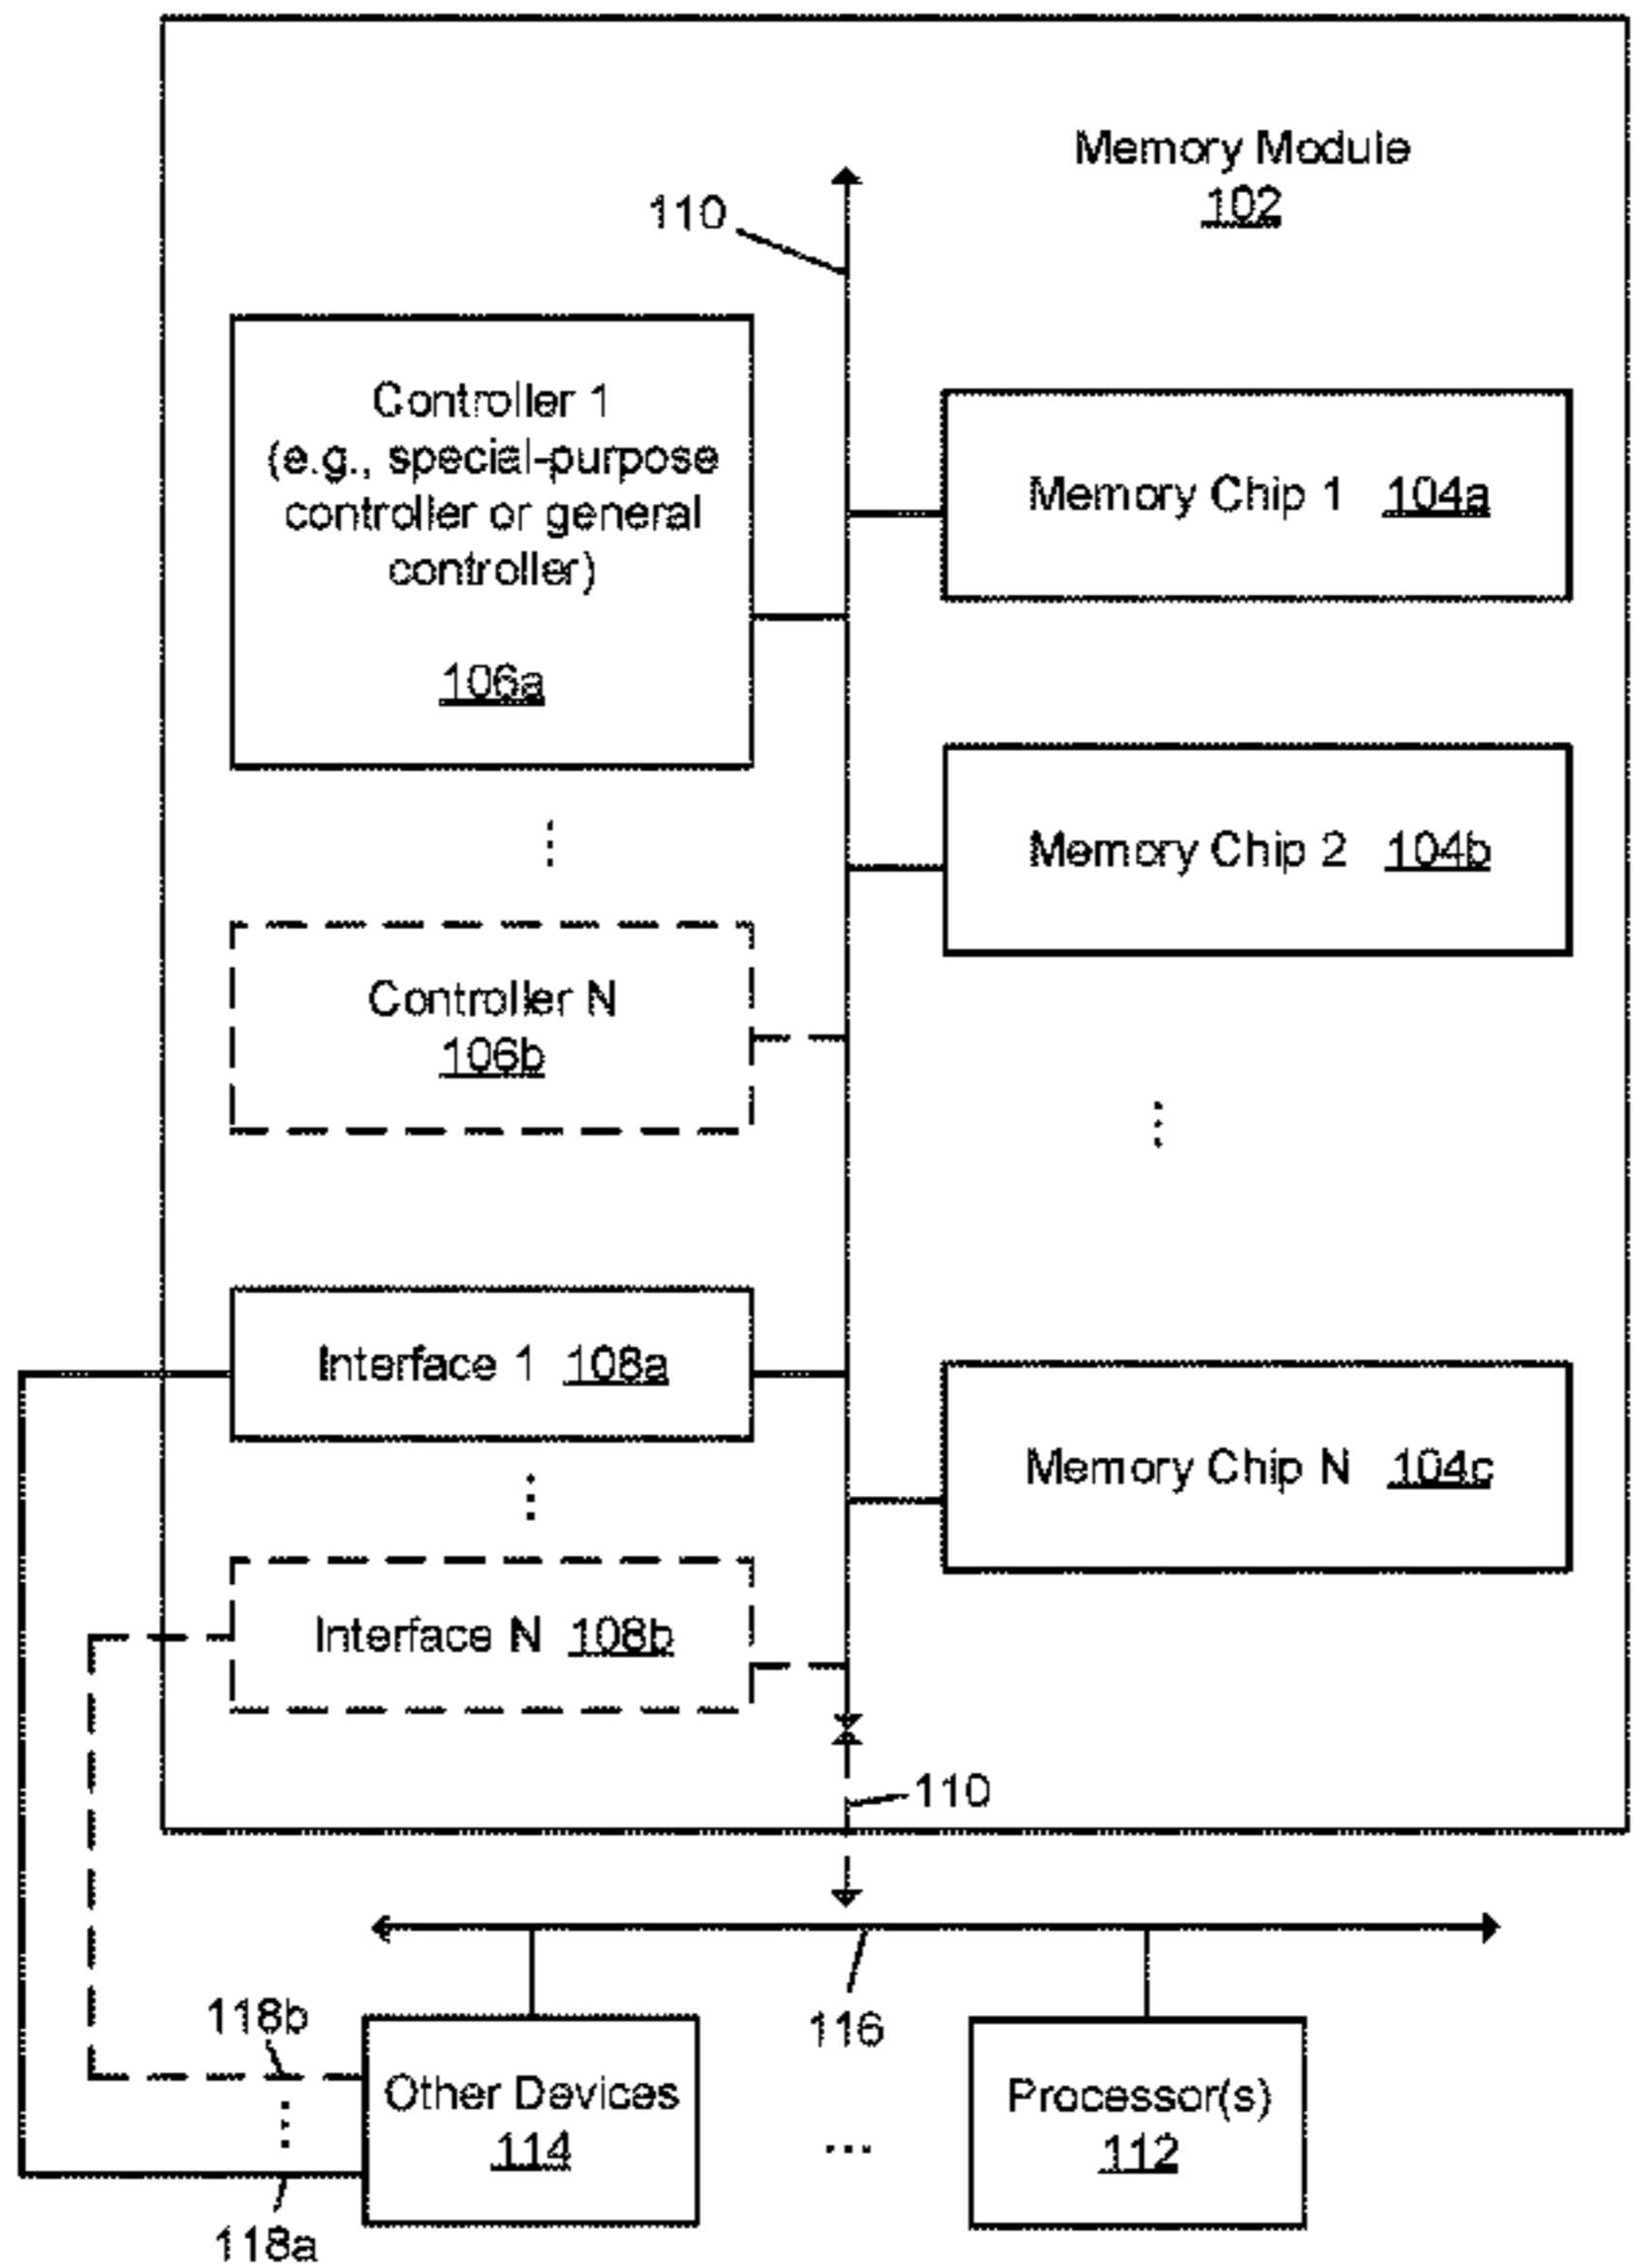 Memory Module
102
110
Controller 1
(e.g., special-purpose
controller or general
controller)
106a
Memory Chip 1 104a
Memory Chip 2 104b
Controller N
106b
Interface 1 108a
Memory Chip N 104c
Interface N 108b
110
116
118b
Other Devices
114
Processor(s)
112
118a